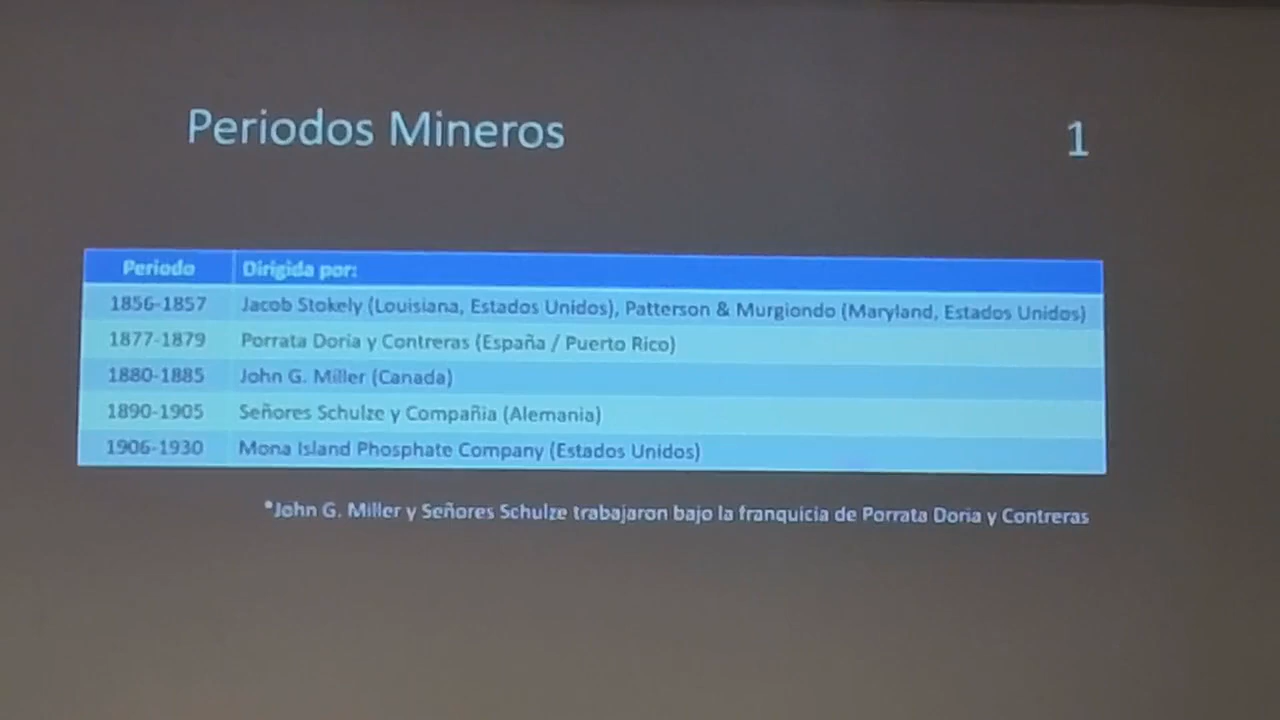 Periodos Mineros
1
Periodo Dirigida por:
1856-1857 Jacob Stokely (Louisiana, Estados Unidos), Patterson & Murgiondo (Maryland, Estados Unidos)
1877-1879 Porrata Doria y Contreras (España / Puerto Rico)
1880-1885 John G. Miller (Canada)
1890-1905 Señores Schulze y Compañia (Alemania)
1906-1930 Mona Island Phosphate Company (Estados Unidos)
*John G. Miller y Señores Schulze trabajaron bajo la franquicia de Porrata Doria y Contreras